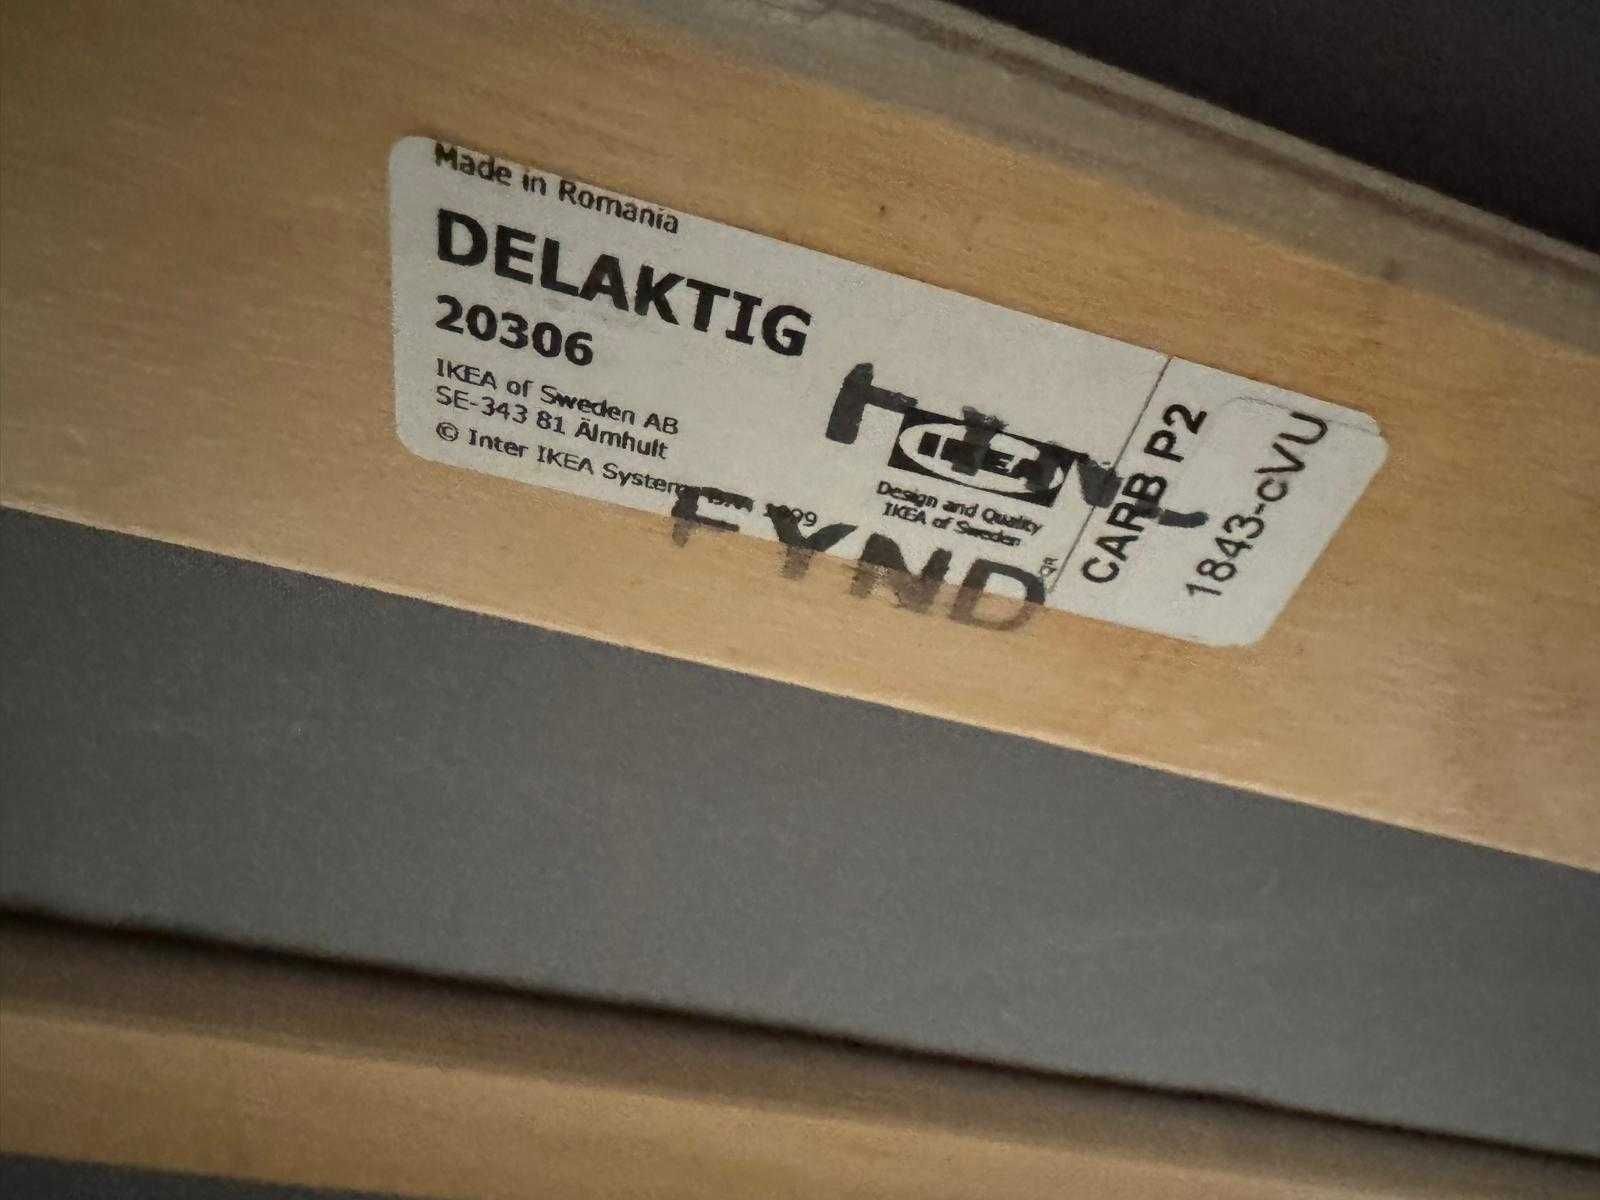 Made in Romania
DELAKTIG
20306
IKEA of Sweden AB
SE-343 81 Älmhult
© Inter IKEA Systems B.V. 1999
IKEA
Design and Quality
IKEA of Sweden
FYND
CARB P2
1843-cVU